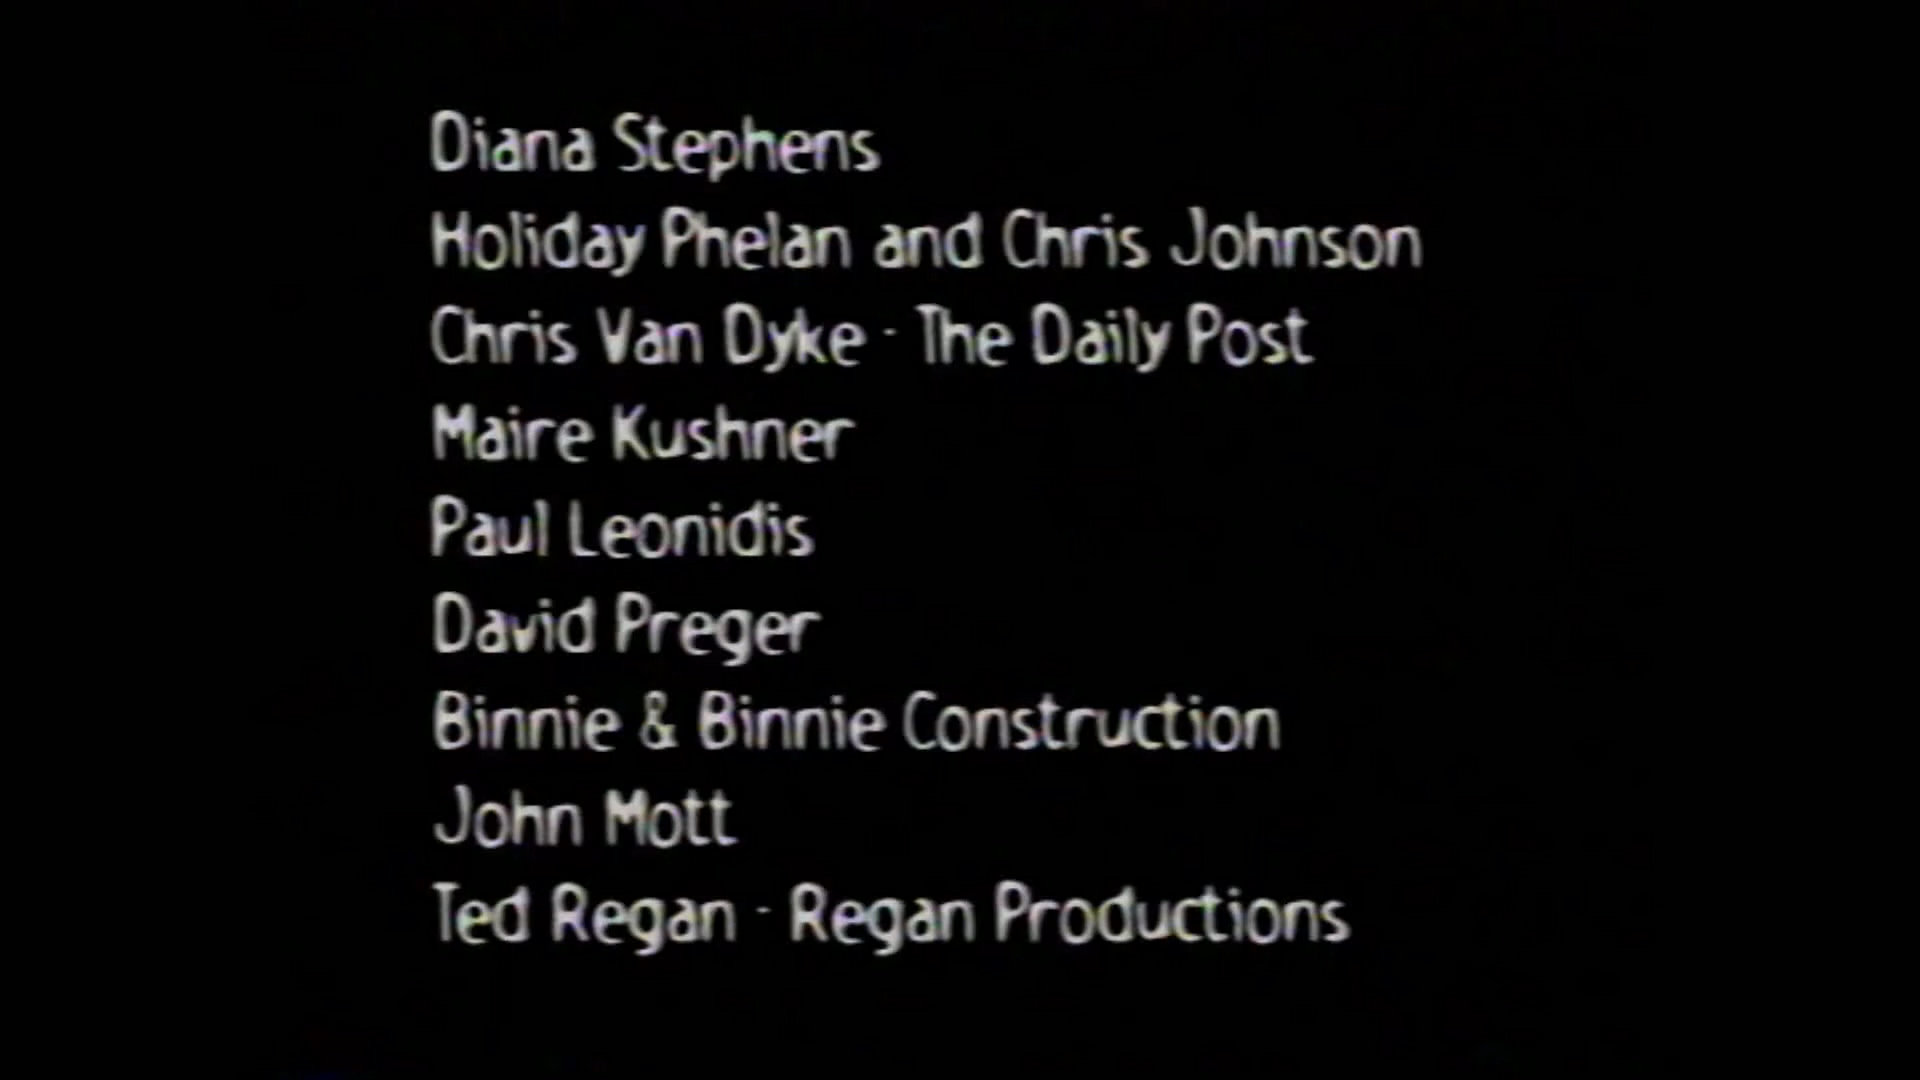 Diana Stephens
Holiday Phelan and Chris Johnson
Chris Van Dyke - The Daily Post
Maire Kushner
Paul Leonidis
David Preger
Binnie & Binnie Construction
John Mott
Ted Regan - Regan Productions